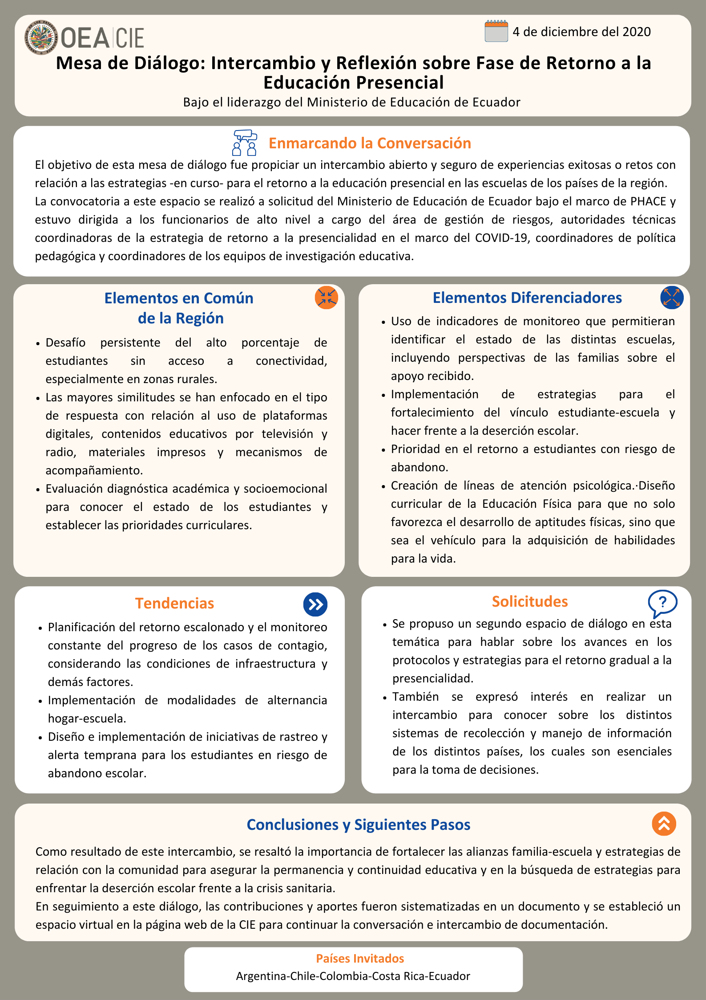 ORGANIZACIÓN DE LOS ESTADOS AMERICANOS
OEA|CIE
4 de diciembre del 2020
Mesa de Diálogo: Intercambio y Reflexión sobre Fase de Retorno a la
Educación Presencial
Bajo el liderazgo del Ministerio de Educación de Ecuador
Enmarcando la Conversación
El objetivo de esta mesa de diálogo fue propiciar un intercambio abierto y seguro de experiencias exitosas o retos con
relación a las estrategias -en curso- para el retorno a la educación presencial en las escuelas de los países de la región.
La convocatoria a este espacio se realizó a solicitud del Ministerio de Educación de Ecuador bajo el marco de PHACE y
estuvo dirigida a los funcionarios de alto nivel a cargo del área de gestión de riesgos, autoridades técnicas
coordinadoras de la estrategia de retorno a la presencialidad en el marco del COVID-19, coordinadores de política
pedagógica y coordinadores de los equipos de investigación educativa.
Elementos en Común
de la Región
• Desafío persistente del alto porcentaje de
estudiantes sin acceso a conectividad,
especialmente en zonas rurales.
• Las mayores similitudes se han enfocado en el tipo
de respuesta con relación al uso de plataformas
digitales, contenidos educativos por televisión y
radio, materiales impresos y mecanismos de
acompañamiento.
• Evaluación diagnóstica académica y socioemocional
para conocer el estado de los estudiantes y
establecer las prioridades curriculares.
Elementos Diferenciadores
• Uso de indicadores de monitoreo que permitieran
identificar el estado de las distintas escuelas,
incluyendo perspectivas de las familias sobre el
apoyo recibido.
• Implementación de estrategias para el
fortalecimiento del vínculo estudiante-escuela y
hacer frente a la deserción escolar.
• Prioridad en el retorno a estudiantes con riesgo de
abandono.
• Creación de líneas de atención psicológica.·Diseño
curricular de la Educación Física para que no solo
favorezca el desarrollo de aptitudes físicas, sino que
sea el vehículo para la adquisición de habilidades
para la vida.
Tendencias
• Planificación del retorno escalonado y el monitoreo
constante del progreso de los casos de contagio,
considerando las condiciones de infraestructura y
demás factores.
• Implementación de modalidades de alternancia
hogar-escuela.
• Diseño e implementación de iniciativas de rastreo y
alerta temprana para los estudiantes en riesgo de
abandono escolar.
Solicitudes
?
• Se propuso un segundo espacio de diálogo en esta
temática para hablar sobre los avances en los
protocolos y estrategias para el retorno gradual a la
presencialidad.
• También se expresó interés en realizar un
intercambio para conocer sobre los distintos
sistemas de recolección y manejo de información
de los distintos países, los cuales son esenciales
para la toma de decisiones.
Conclusiones y Siguientes Pasos
Como resultado de este intercambio, se resaltó la importancia de fortalecer las alianzas familia-escuela y estrategias de
relación con la comunidad para asegurar la permanencia y continuidad educativa y en la búsqueda de estrategias para
enfrentar la deserción escolar frente a la crisis sanitaria.
En seguimiento a este diálogo, las contribuciones y aportes fueron sistematizadas en un documento y se estableció un
espacio virtual en la página web de la CIE para continuar la conversación e intercambio de documentación.
Países Invitados
Argentina-Chile-Colombia-Costa Rica-Ecuador